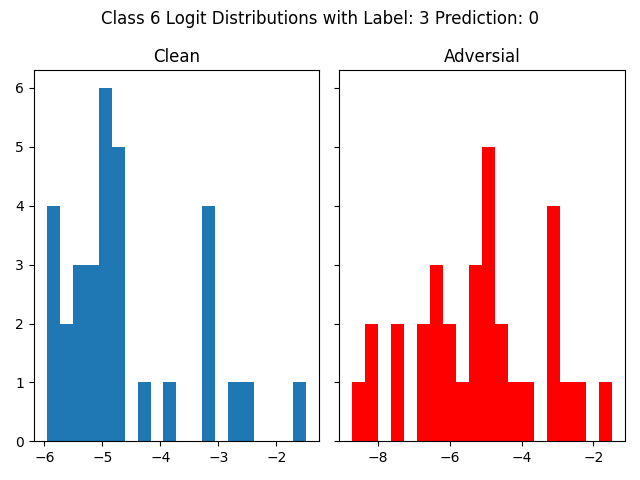 Class 6 Logit Distributions with Label: 3 Prediction: 0
Clean
Adversial
6
5
4
3
2
1
0
−6 −5 −4 −3 −2
−8 −6 −4 −2